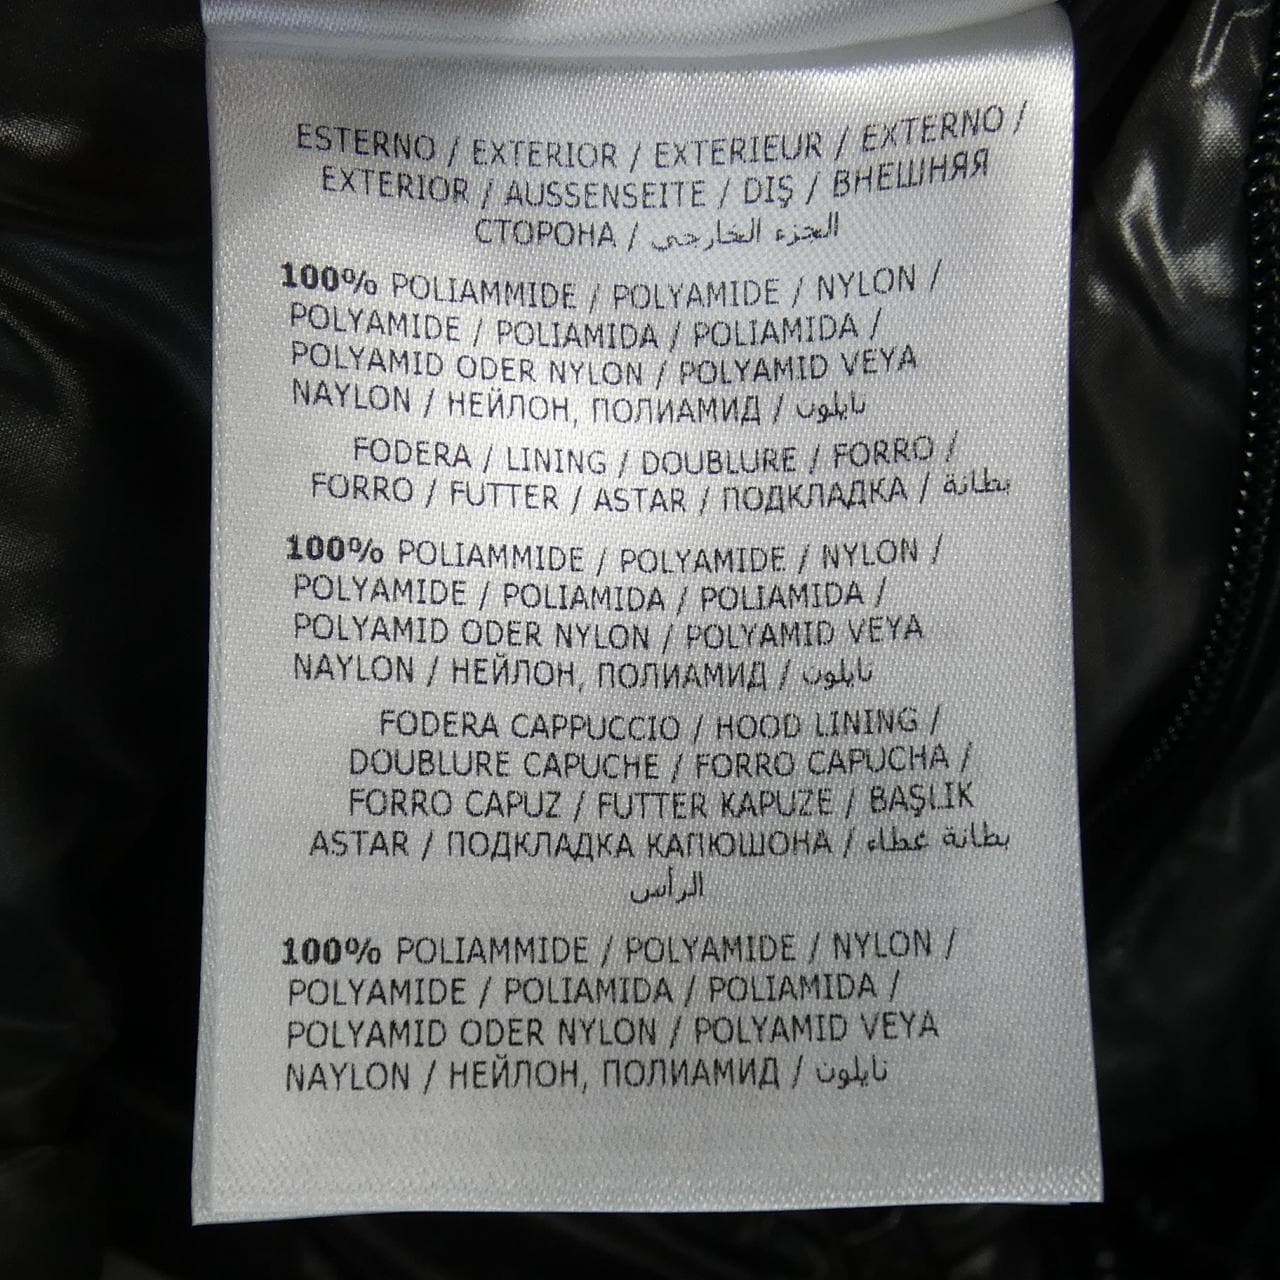 ESTERNO / EXTERIOR / EXTERIEUR / EXTERNO /
EXTERIOR / AUSSENSEITE / DIŞ / ВНЕШНЯЯ
СТОРОНА / الجزء الخارجي
100% POLIAMMIDE / POLYAMIDE / NYLON /
POLYAMIDE / POLIAMIDA / POLIAMIDA /
POLYAMID ODER NYLON / POLYAMID VEYA
NAYLON / НЕЙЛОН, ПОЛИАМИД / نايلون
FODERA / LINING / DOUBLURE / FORRO /
FORRO / FUTTER / ASTAR / ПОДКЛАДКА / بطانة
100% POLIAMMIDE / POLYAMIDE / NYLON /
POLYAMIDE / POLIAMIDA / POLIAMIDA /
POLYAMID ODER NYLON / POLYAMID VEYA
NAYLON / НЕЙЛОН, ПОЛИАМИД / نايلون
FODERA CAPPUCCIO / HOOD LINING /
DOUBLURE CAPUCHE / FORRO CAPUCHA /
FORRO CAPUZ / FUTTER KAPUZE / BAŞLIK
ASTAR / ПОДКЛАДКА КАПЮШОНА / بطانة غطاء
الرأس
100% POLIAMMIDE / POLYAMIDE / NYLON /
POLYAMIDE / POLIAMIDA / POLIAMIDA /
POLYAMID ODER NYLON / POLYAMID VEYA
NAYLON / НЕЙЛОН, ПОЛИАМИД / نايلون